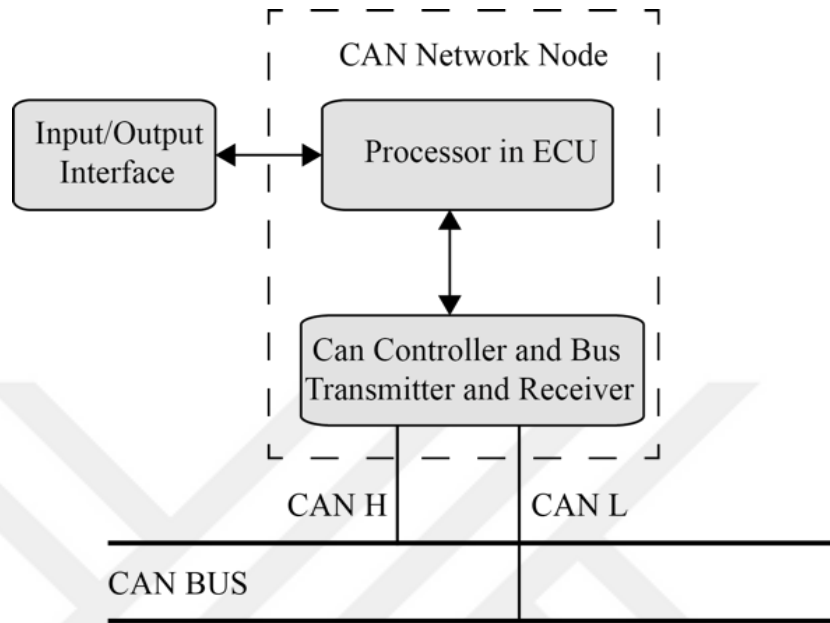 CAN Network Node
Input/Output
Interface
Processor in ECU
Can Controller and Bus
Transmitter and Receiver
CAN H
CAN L
CAN BUS